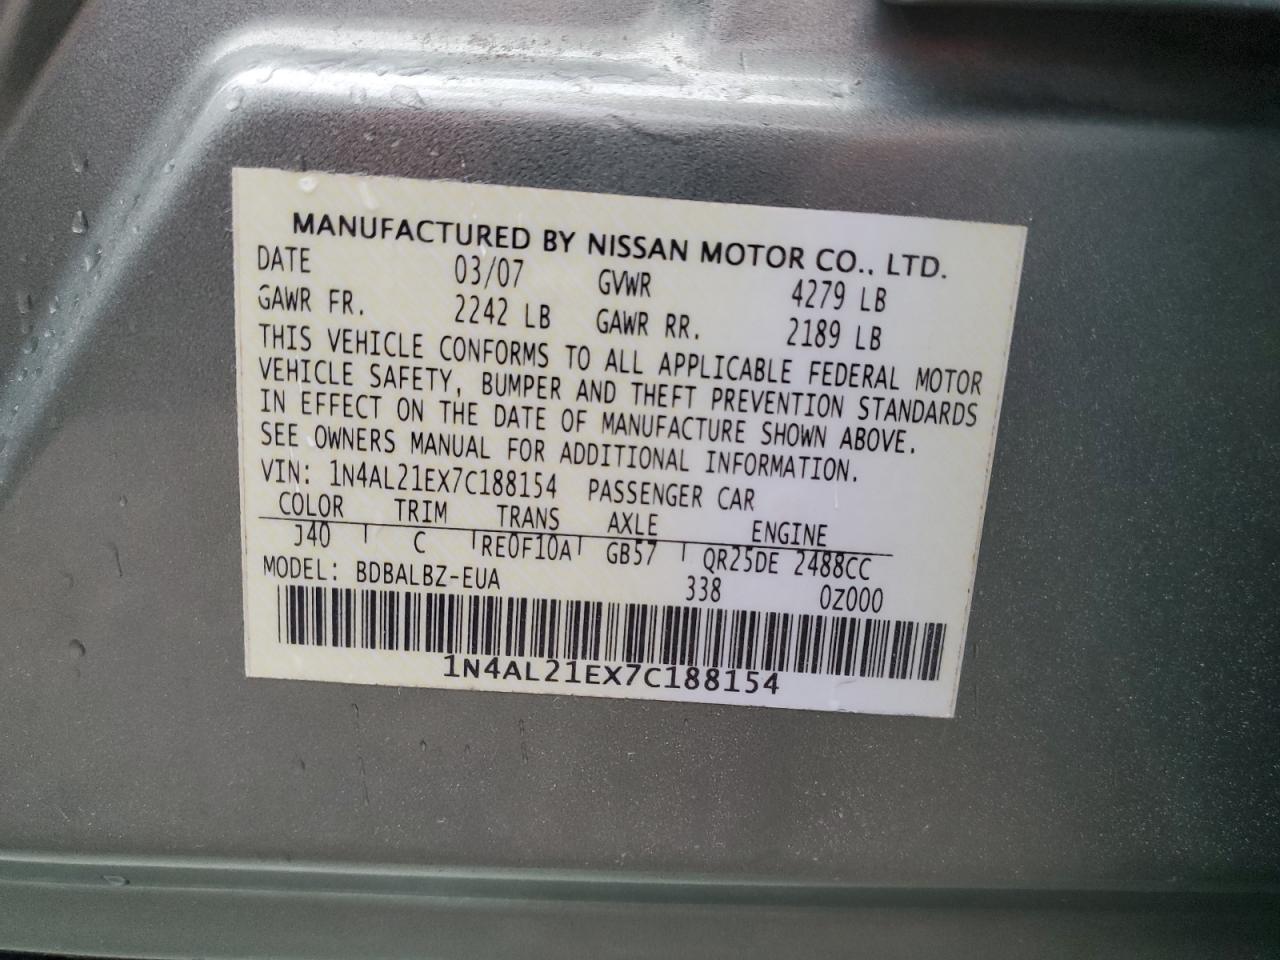 MANUFACTURED BY NISSAN MOTOR CO., LTD.
DATE 03/07 GVWR 4279 LB
GAWR FR. 2242 LB GAWR RR. 2189 LB
THIS VEHICLE CONFORMS TO ALL APPLICABLE FEDERAL MOTOR
VEHICLE SAFETY, BUMPER AND THEFT PREVENTION STANDARDS
IN EFFECT ON THE DATE OF MANUFACTURE SHOWN ABOVE.
SEE OWNERS MANUAL FOR ADDITIONAL INFORMATION.
VIN: 1N4AL21EX7C188154 PASSENGER CAR
COLOR TRIM TRANS AXLE ENGINE
J40 C RE0F10A GB57 QR25DE 2488CC
MODEL: BDBALBZ-EUA 338 0Z000
1N4AL21EX7C188154